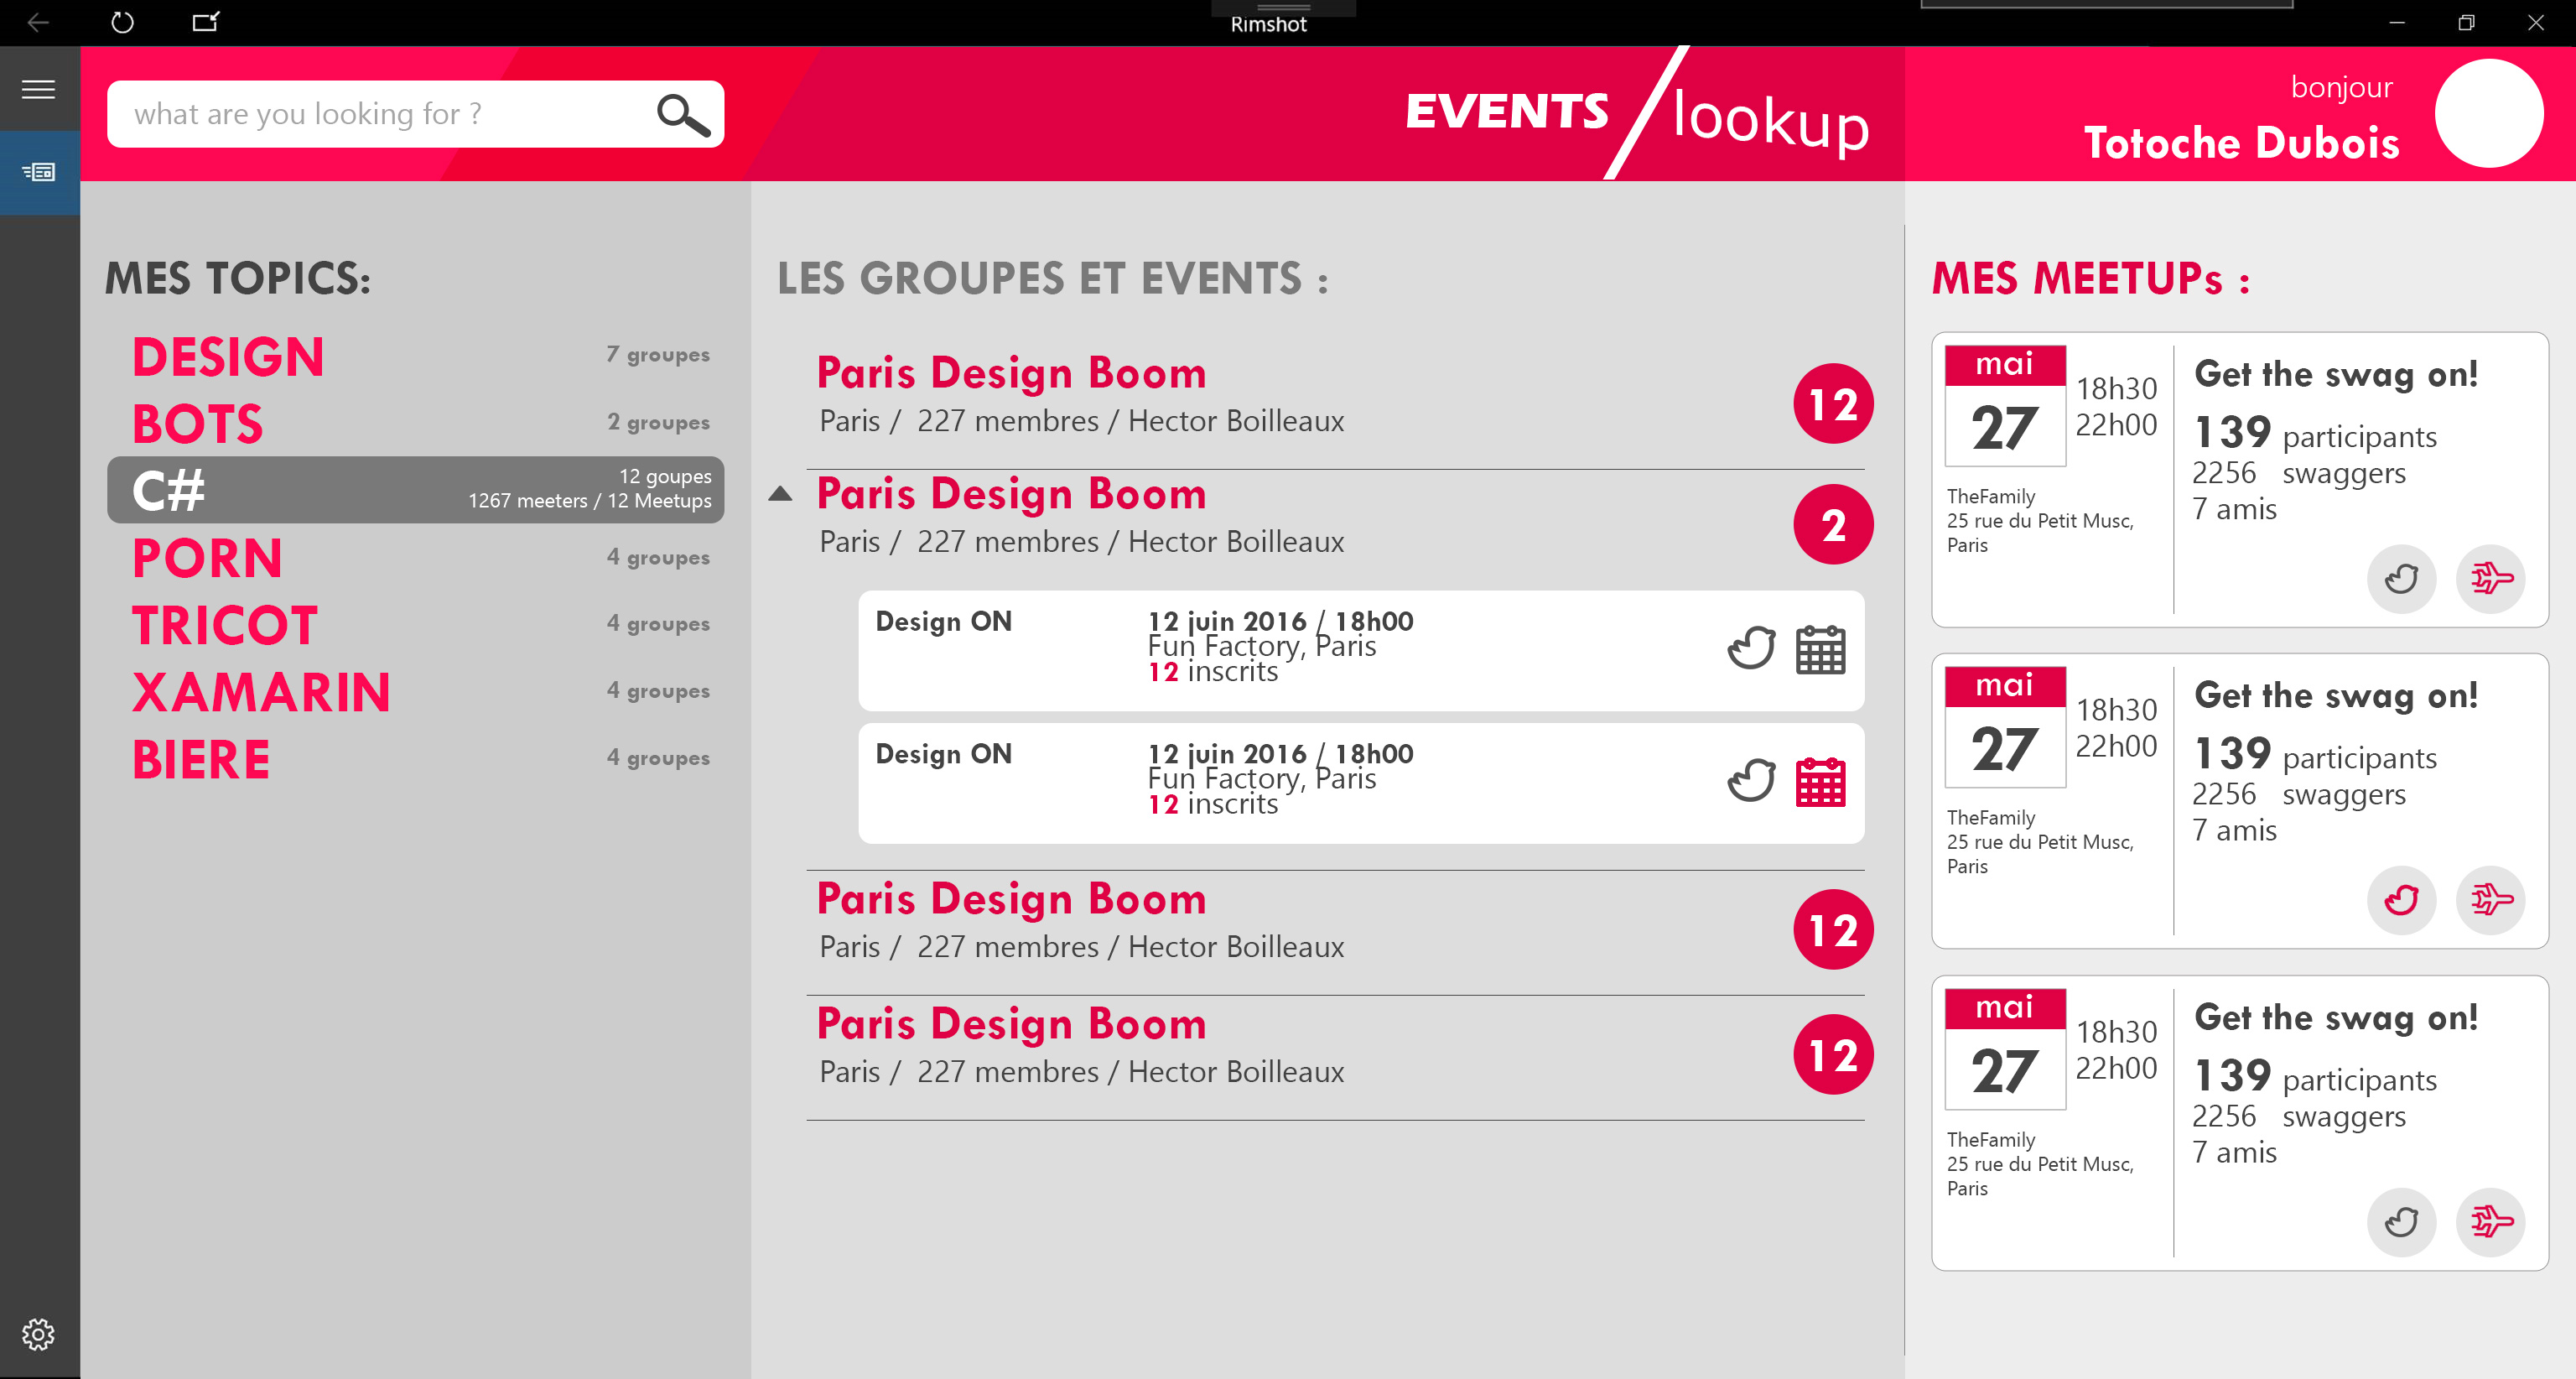 Rimshot
what are you looking for ?
EVENTS / lookup
bonjour
Totoche Dubois
MES TOPICS:
DESIGN 7 groupes
BOTS 2 groupes
C# 12 goupes
1267 meeters / 12 Meetups
PORN 4 groupes
TRICOT 4 groupes
XAMARIN 4 groupes
BIERE 4 groupes
LES GROUPES ET EVENTS :
Paris Design Boom
Paris / 227 membres / Hector Boilleaux
12
Paris Design Boom
Paris / 227 membres / Hector Boilleaux
2
Design ON
12 juin 2016 / 18h00
Fun Factory, Paris
12 inscrits
Design ON
12 juin 2016 / 18h00
Fun Factory, Paris
12 inscrits
Paris Design Boom
Paris / 227 membres / Hector Boilleaux
12
Paris Design Boom
Paris / 227 membres / Hector Boilleaux
12
MES MEETUPs :
mai
27
18h30
22h00
TheFamily
25 rue du Petit Musc,
Paris
Get the swag on!
139 participants
2256 swaggers
7 amis
mai
27
18h30
22h00
TheFamily
25 rue du Petit Musc,
Paris
Get the swag on!
139 participants
2256 swaggers
7 amis
mai
27
18h30
22h00
TheFamily
25 rue du Petit Musc,
Paris
Get the swag on!
139 participants
2256 swaggers
7 amis